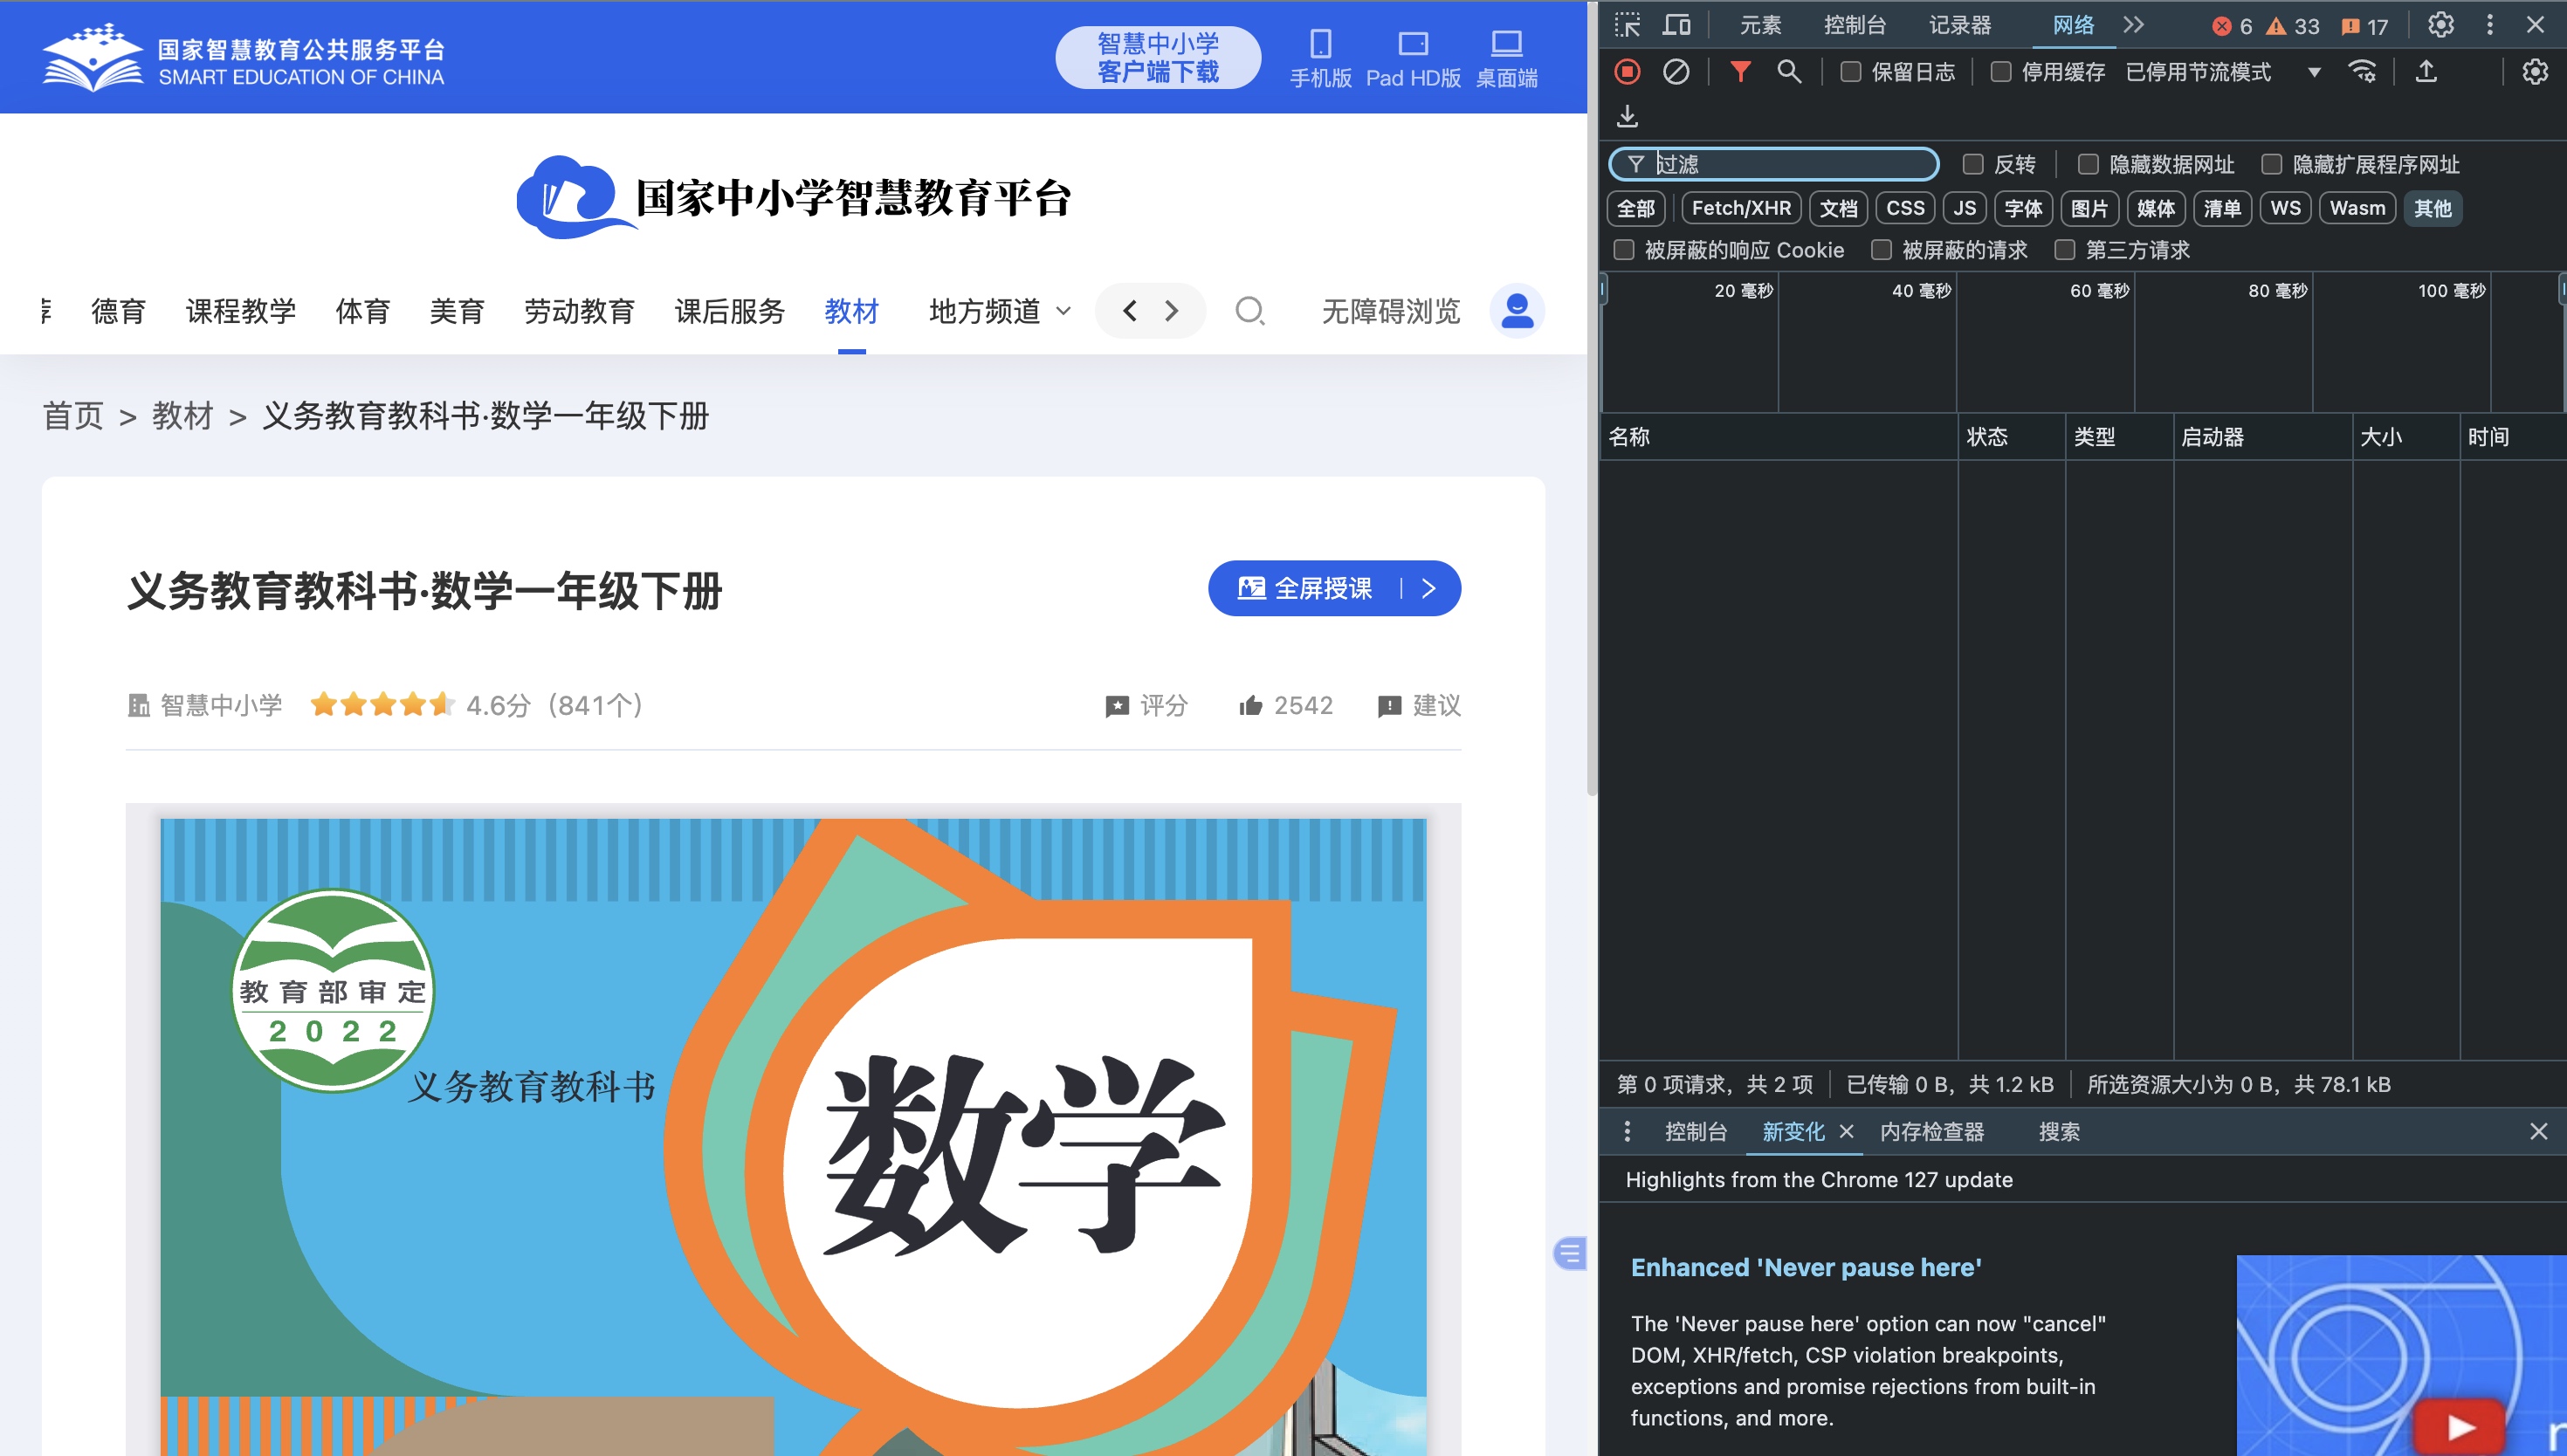 国家智慧教育公共服务平台
SMART EDUCATION OF CHINA
智慧中小学
客户端下载
手机版 Pad HD版 桌面端
国家中小学智慧教育平台
德育 课程教学 体育 美育 劳动教育 课后服务 教材 地方频道 无障碍浏览
首页 > 教材 > 义务教育教科书·数学一年级下册
义务教育教科书·数学一年级下册
全屏授课
智慧中小学 4.6分（841个） 评分 2542 建议
教育部审定
2022
义务教育教科书
数学
元素 控制台 记录器 网络 6 33 17
保留日志 停用缓存 已停用节流模式
过滤 反转 隐藏数据网址 隐藏扩展程序网址
全部 Fetch/XHR 文档 CSS JS 字体 图片 媒体 清单 WS Wasm 其他
被屏蔽的响应 Cookie 被屏蔽的请求 第三方请求
20 毫秒 40 毫秒 60 毫秒 80 毫秒 100 毫秒
名称 状态 类型 启动器 大小 时间
第 0 项请求，共 2 项 已传输 0 B，共 1.2 kB 所选资源大小为 0 B，共 78.1 kB
控制台 新变化 内存检查器 搜索
Highlights from the Chrome 127 update
Enhanced 'Never pause here'
The 'Never pause here' option can now "cancel"
DOM, XHR/fetch, CSP violation breakpoints,
exceptions and promise rejections from built-in
functions, and more.